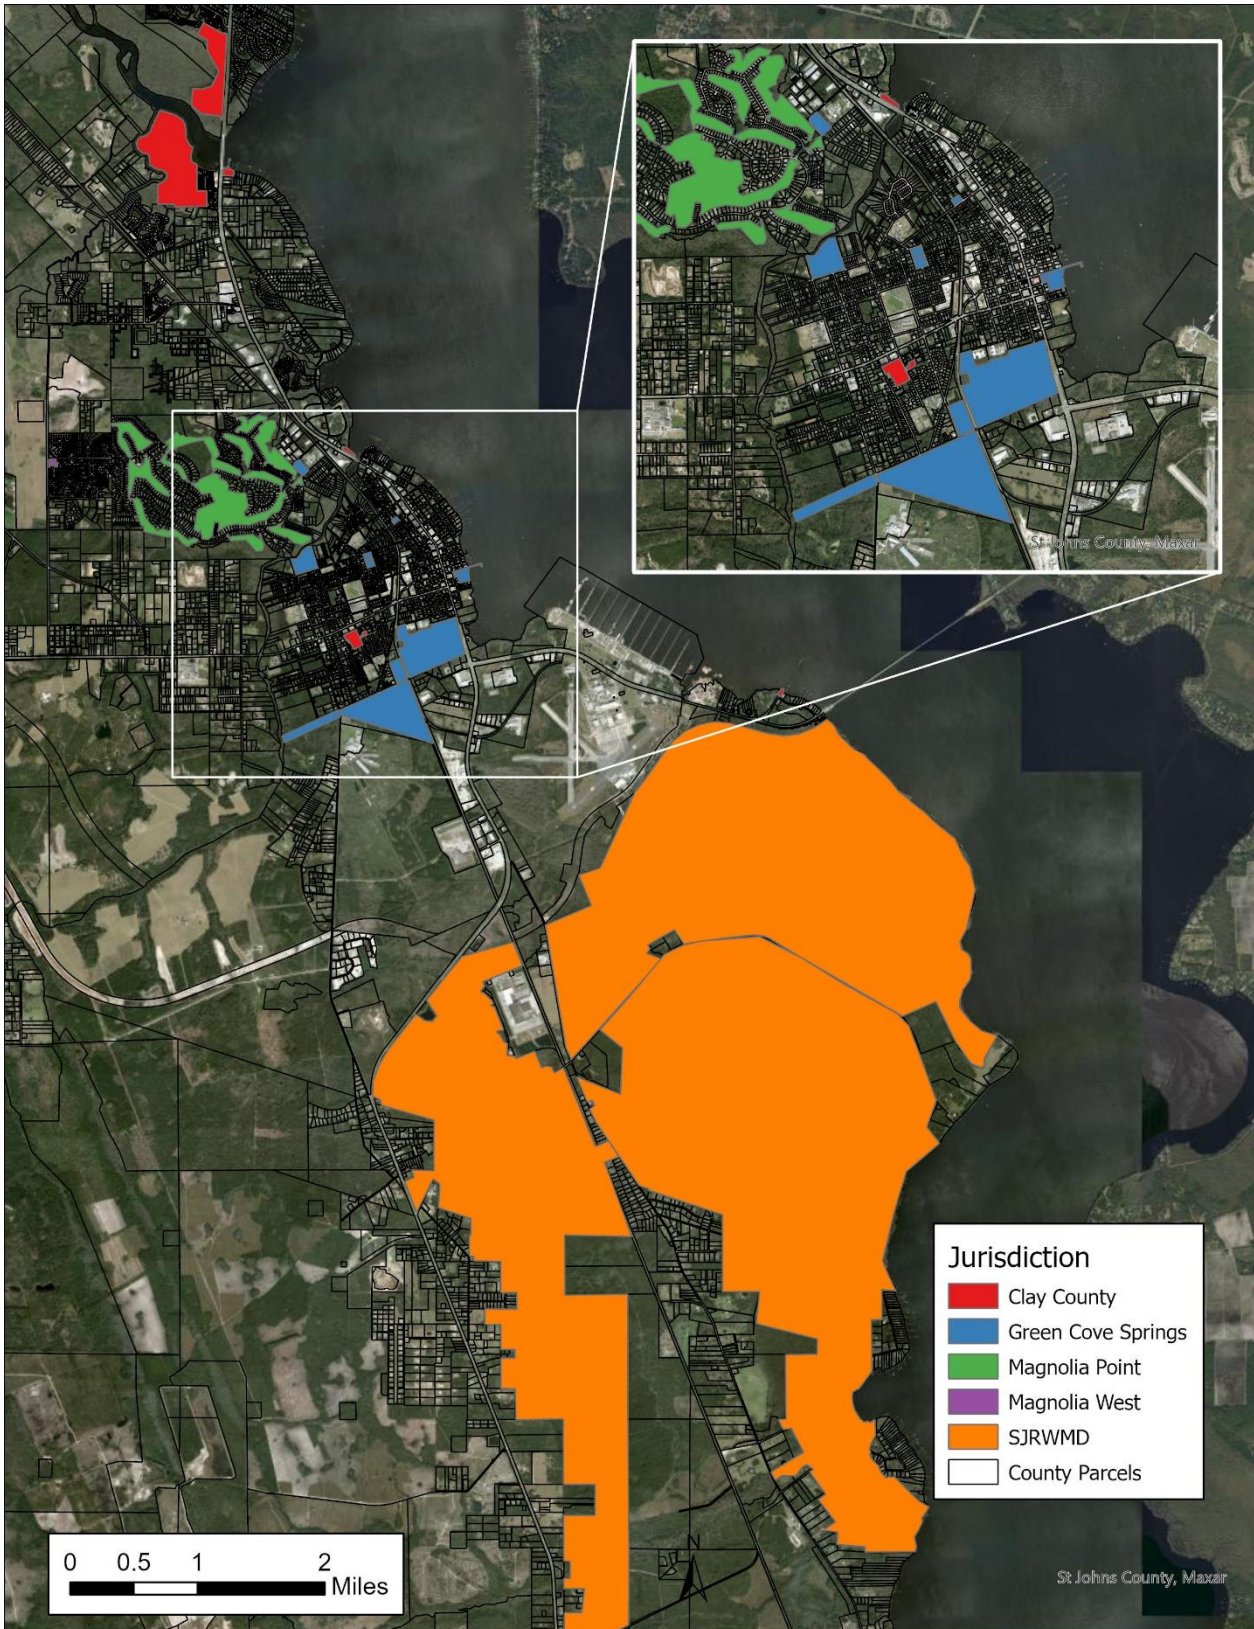 St Johns County, Maxar
Jurisdiction
Clay County
Green Cove Springs
Magnolia Point
Magnolia West
SJRWMD
County Parcels
0 0.5 1 2
Miles
N
St Johns County, Maxar